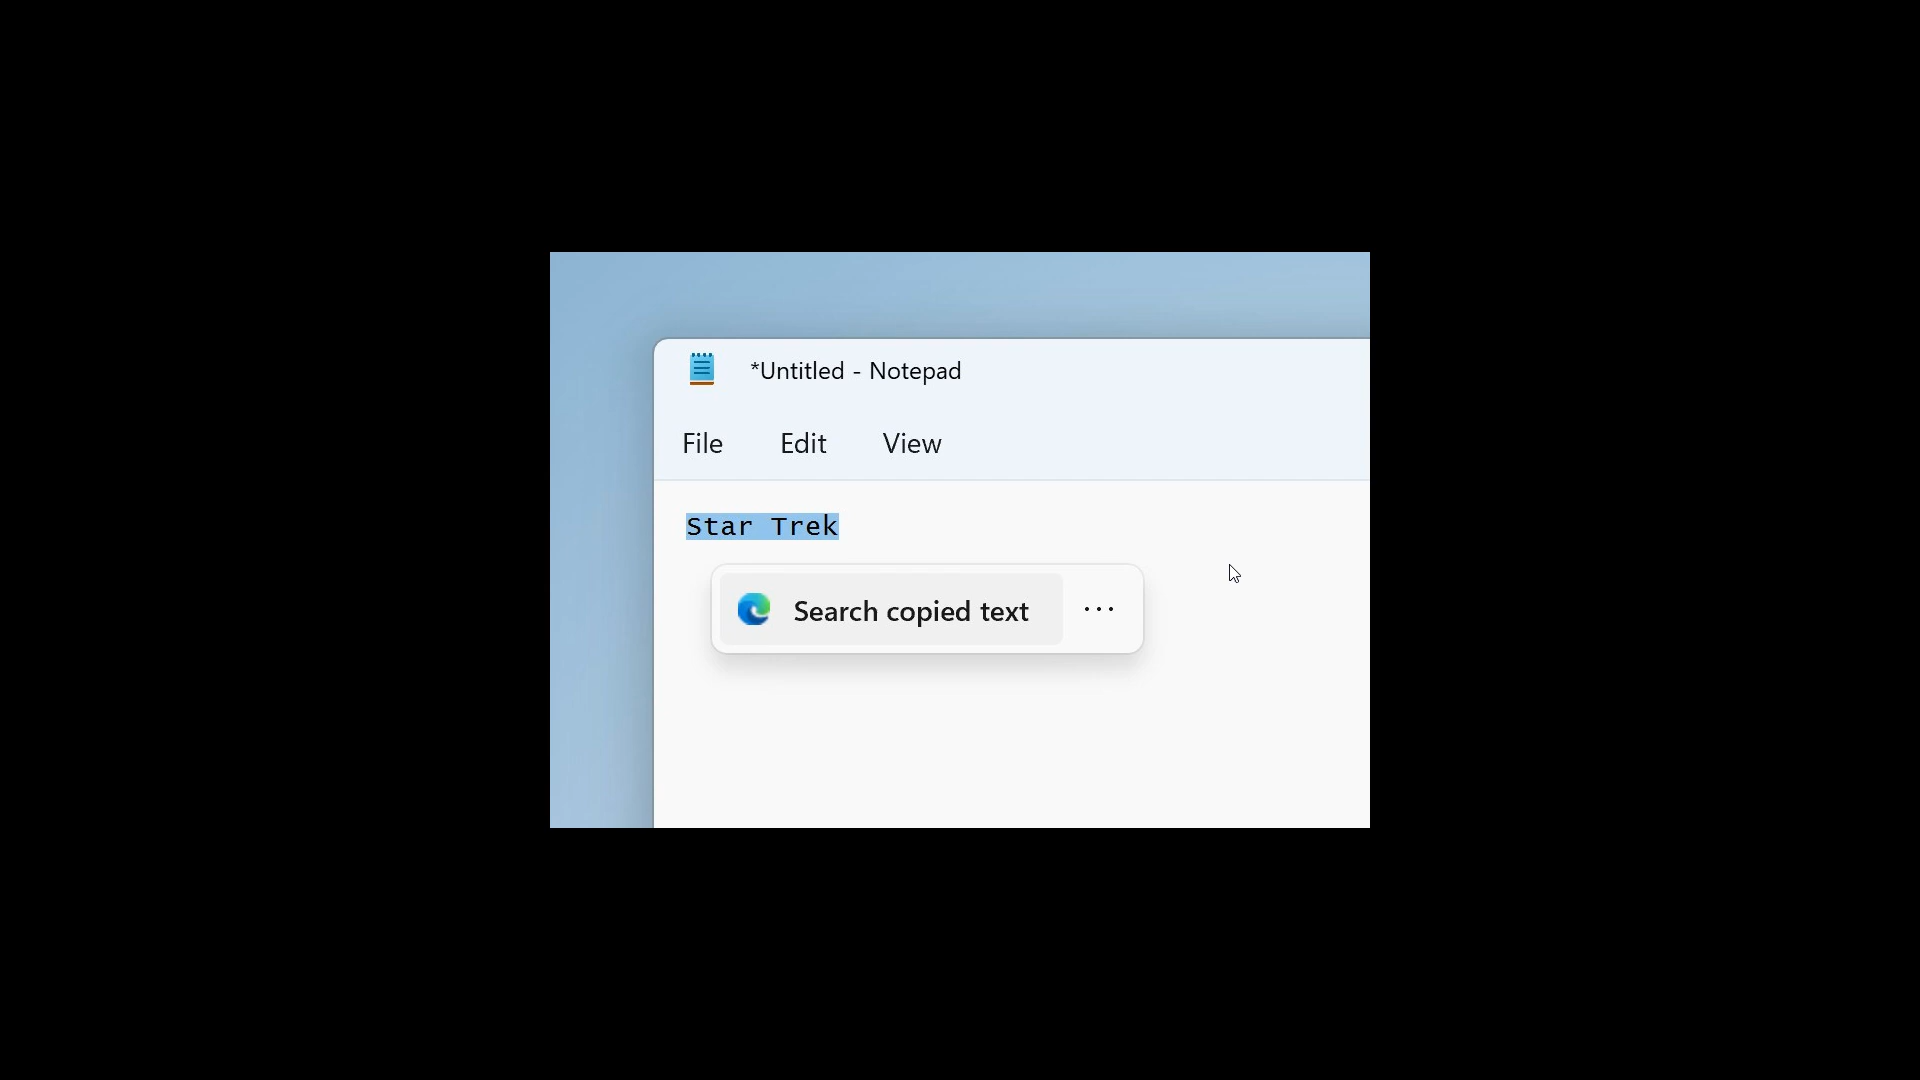 *Untitled - Notepad
File Edit View
Star Trek
Search copied text ···